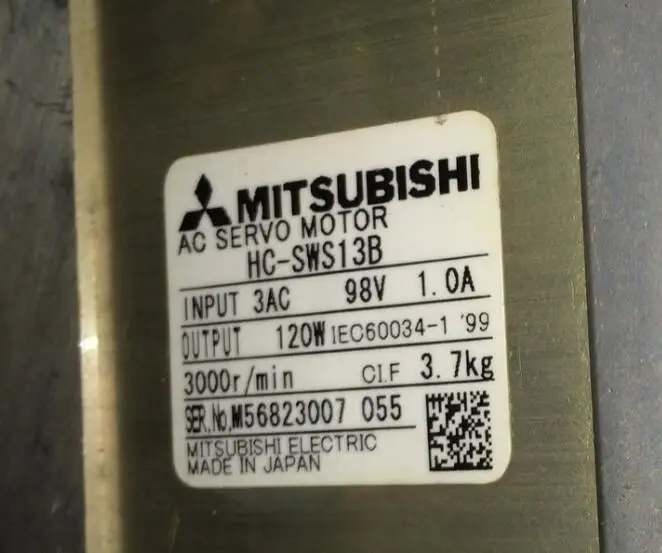 MITSUBISHI
AC SERVO MOTOR
HC-SWS13B
INPUT 3AC 98V 1.0A
OUTPUT 120W IEC60034-1 '99
3000r/min CI.F 3.7kg
SER.No.M56823007 055
MITSUBISHI ELECTRIC
MADE IN JAPAN